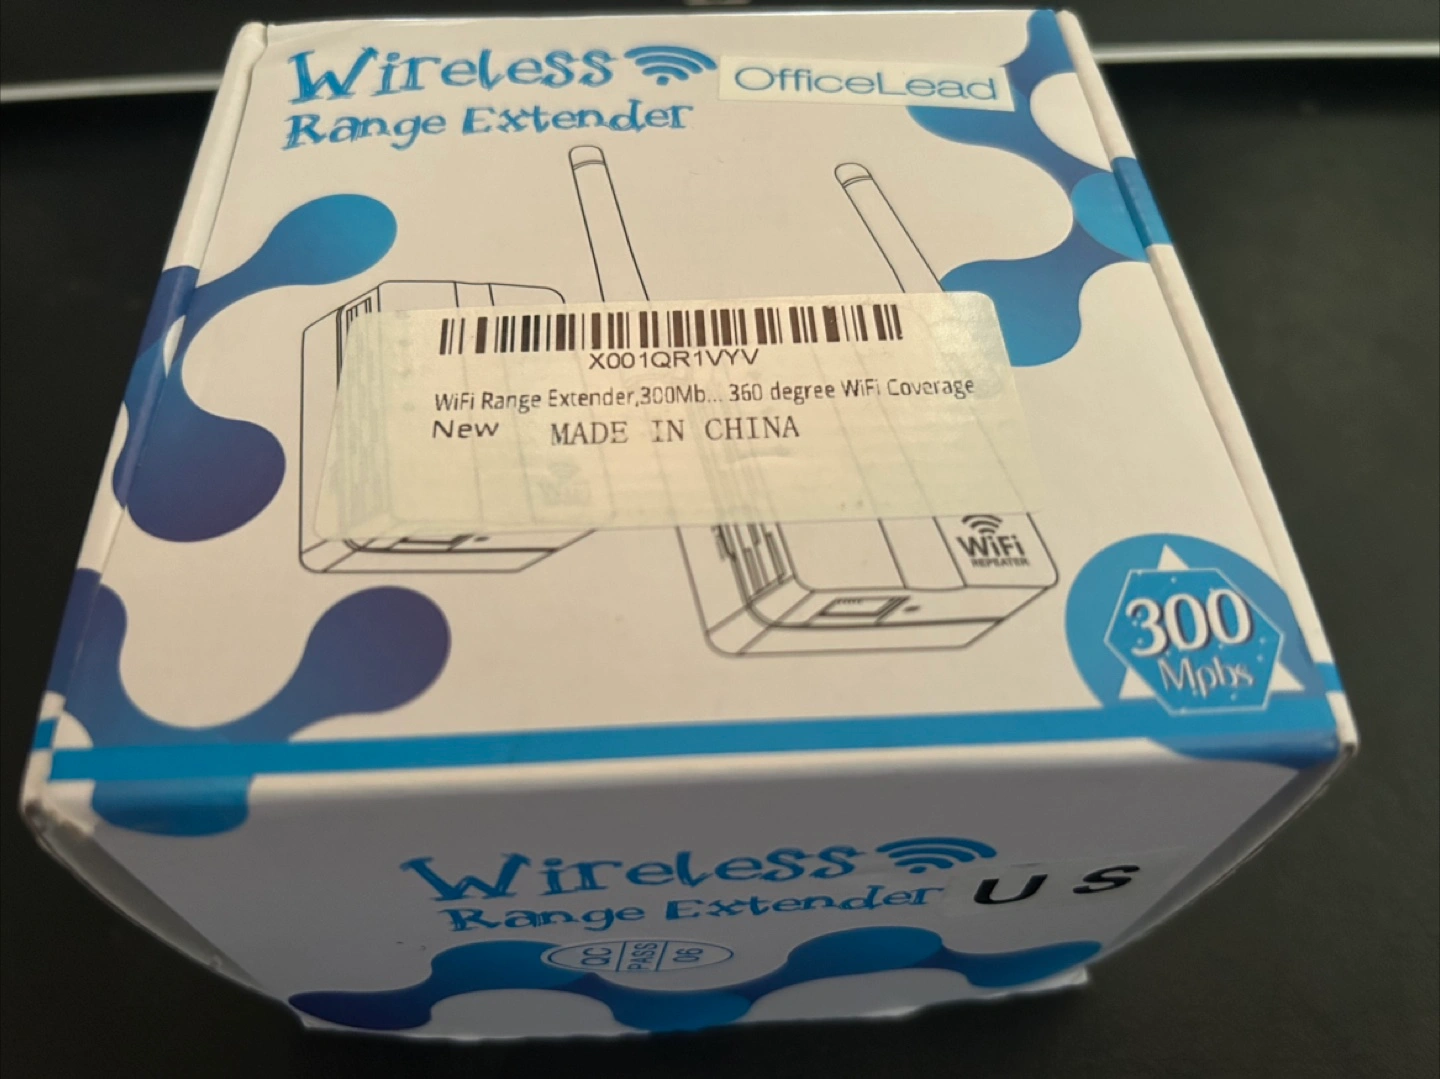 Wireless
OfficeLead
Range Extender
X001QR1VYV
WiFi Range Extender,300Mb... 360 degree WiFi Coverage
New MADE IN CHINA
WiFi
REPEATER
300
Mpbs
Wireless
Range Extender
US
QC PASS 06